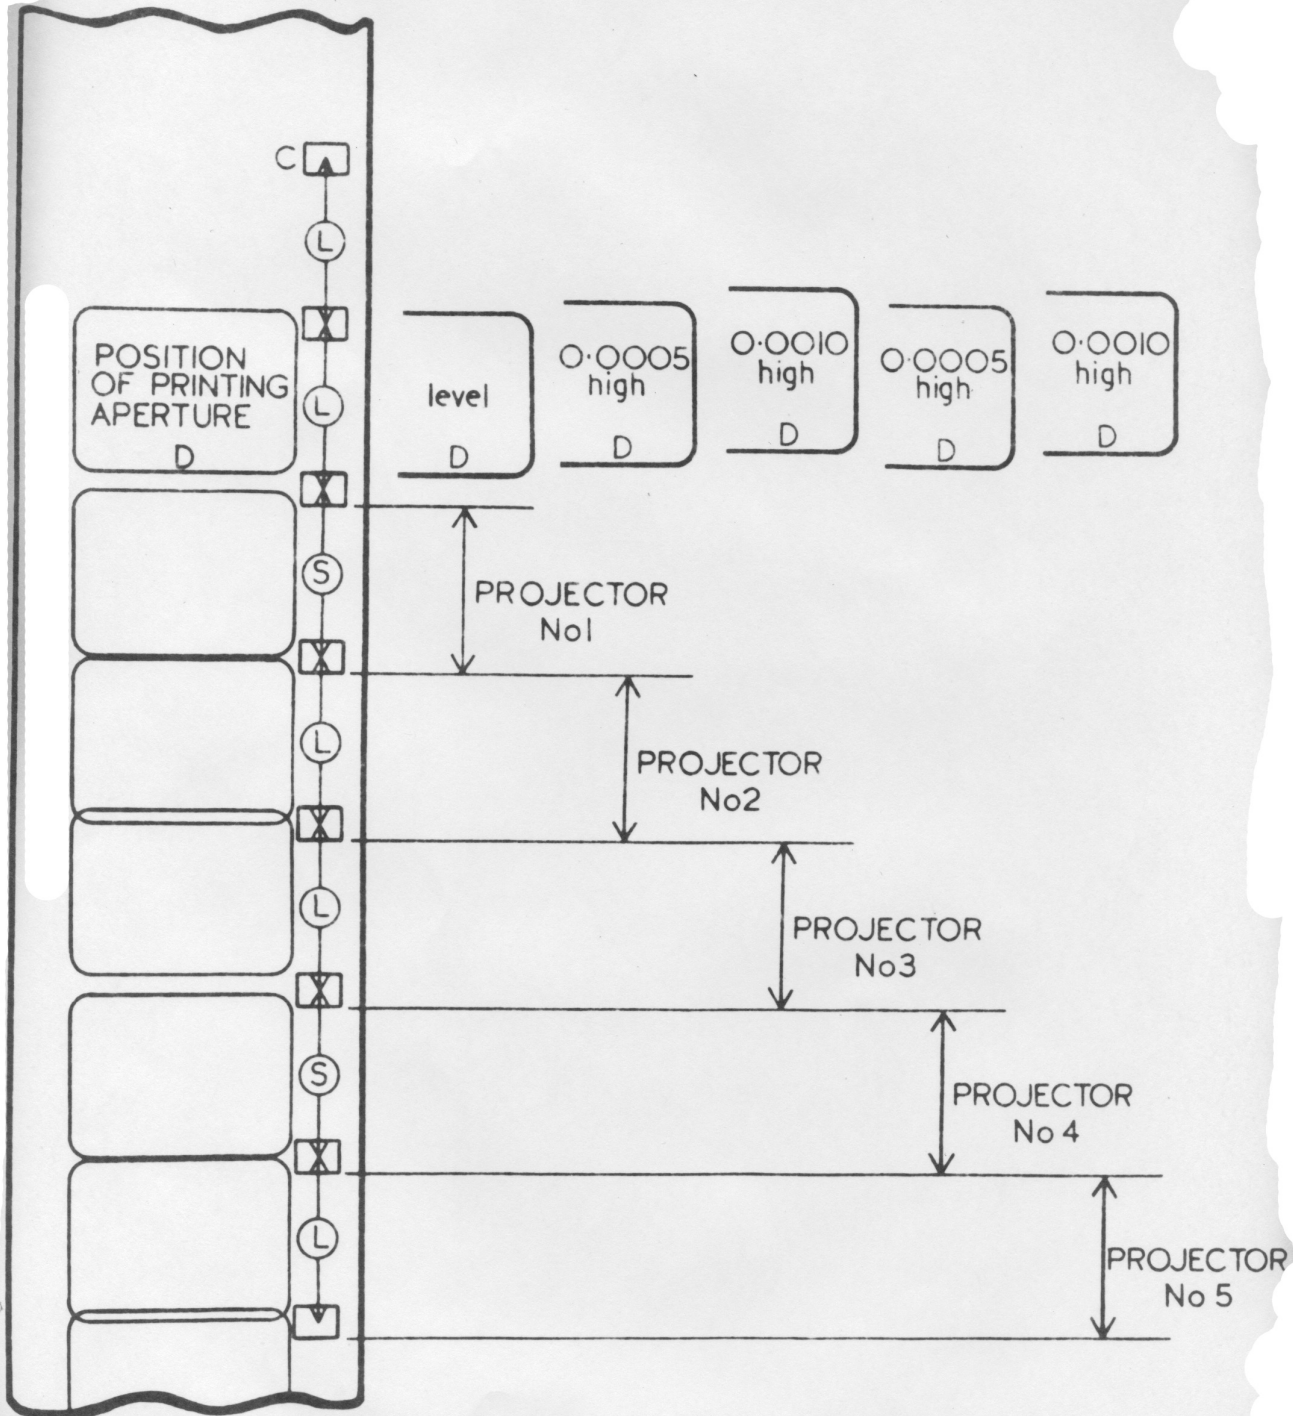 C
L
POSITION
OF PRINTING
APERTURE
D
L
level
D
0·0005
high
D
0·0010
high
D
0·0005
high
D
0·0010
high
D
S
PROJECTOR
No1
L
PROJECTOR
No2
L
PROJECTOR
No3
S
PROJECTOR
No 4
L
PROJECTOR
No 5